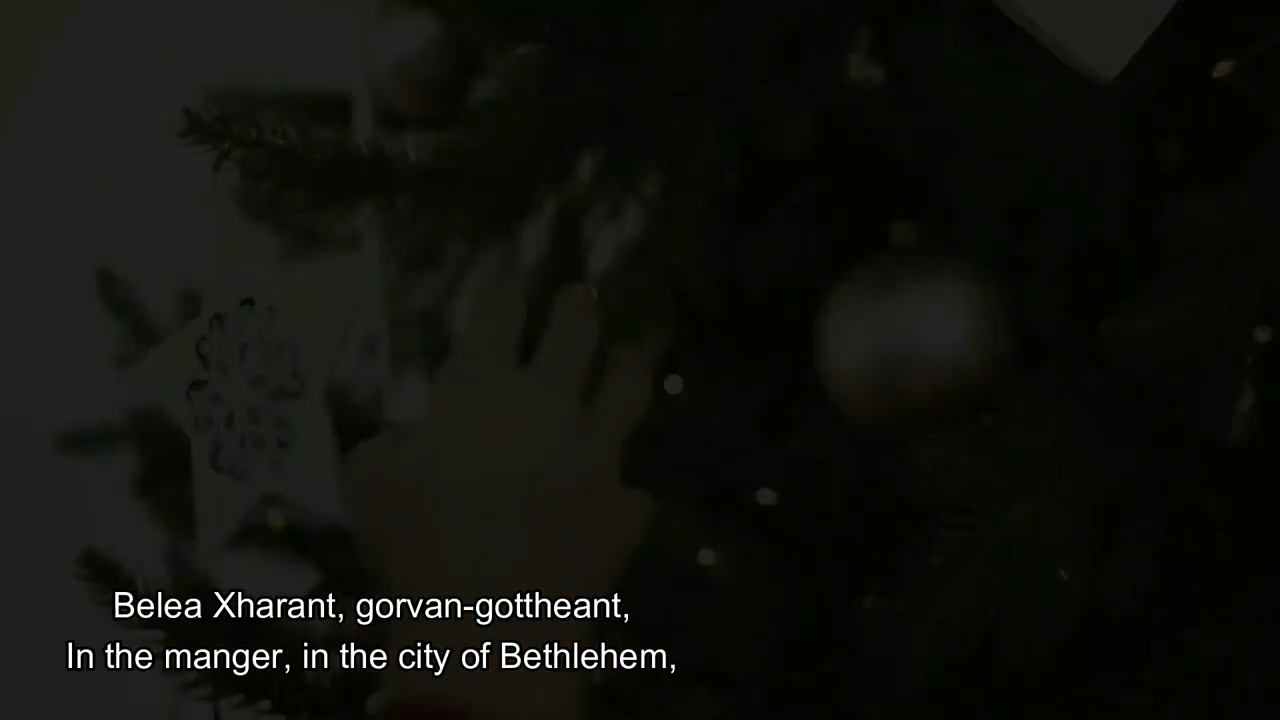 Belea Xharant, gorvan-gottheant,
In the manger, in the city of Bethlehem,